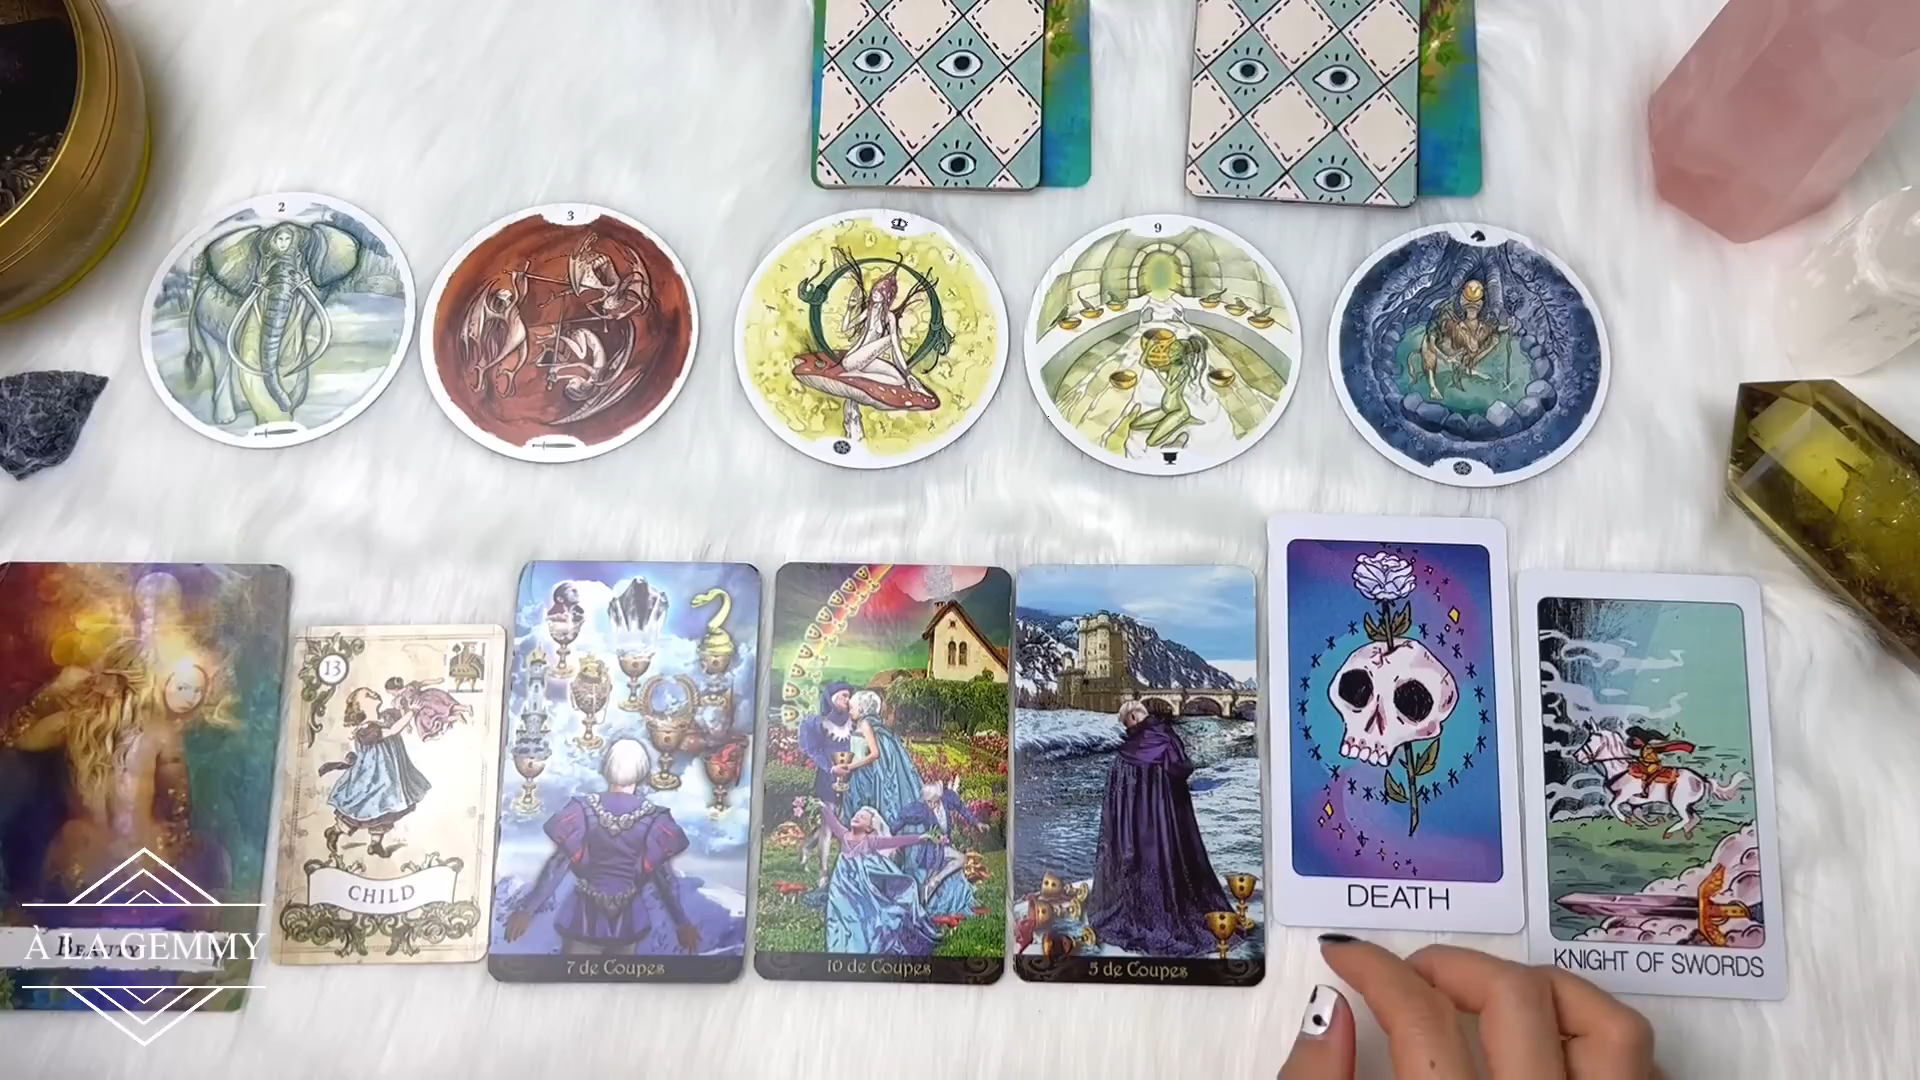 2
3
9
13
CHILD
BEAUTY
À LA GEMMY
7 de Coupes
10 de Coupes
5 de Coupes
DEATH
KNIGHT OF SWORDS